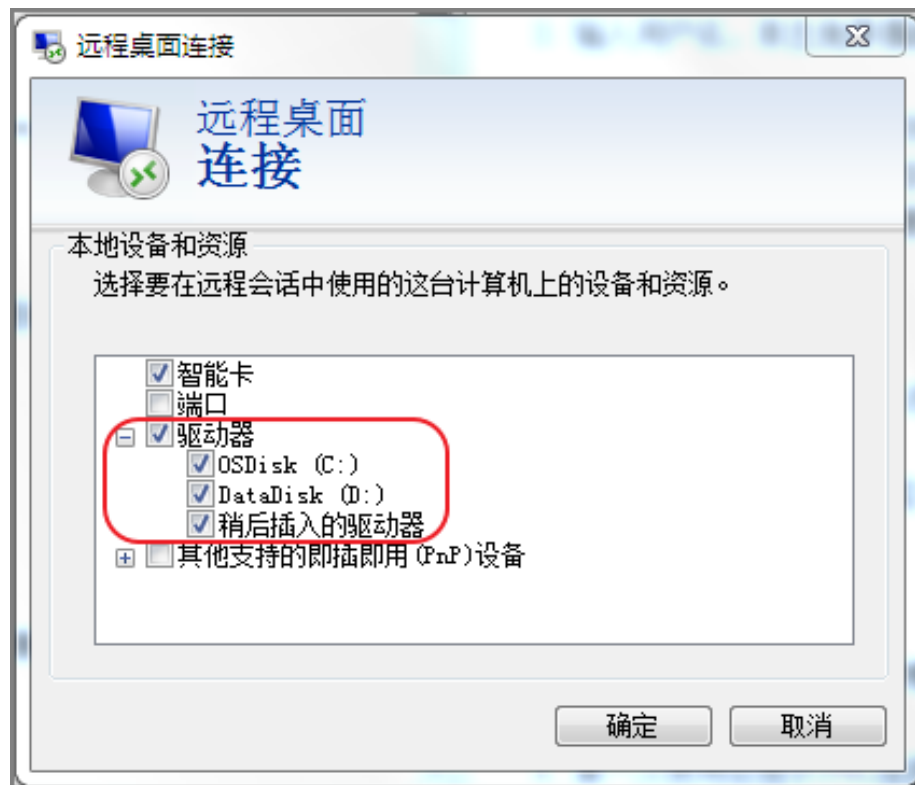 远程桌面连接
远程桌面
连接
本地设备和资源
选择要在远程会话中使用的这台计算机上的设备和资源。
智能卡
端口
驱动器
OSDisk (C:)
DataDisk (D:)
稍后插入的驱动器
其他支持的即插即用(PnP)设备
确定
取消